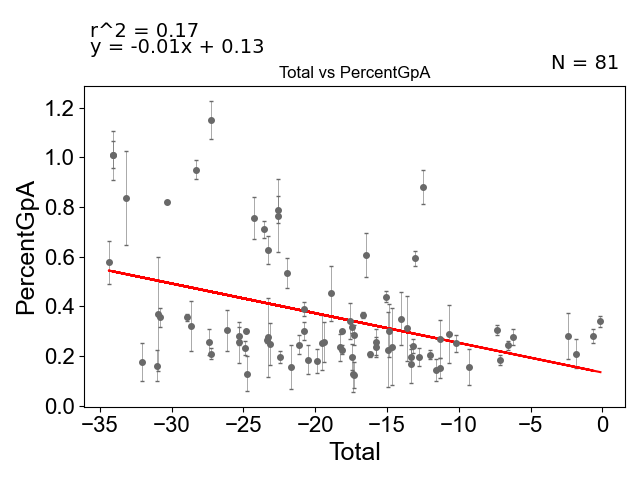 r^2 = 0.17
y = -0.01x + 0.13
N = 81
Total vs PercentGpA
PercentGpA
1.2
1.0
0.8
0.6
0.4
0.2
0.0
−35 −30 −25 −20 −15 −10 −5 0
Total